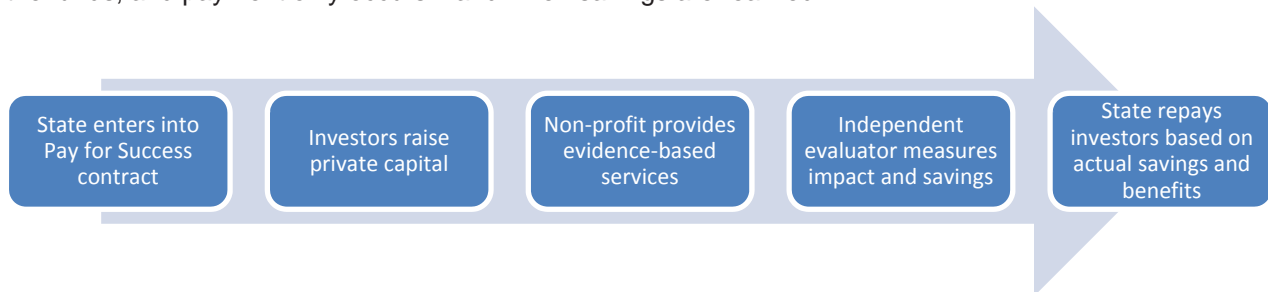 State enters into
Pay for Success
contract
Investors raise
private capital
Non-profit provides
evidence-based
services
Independent
evaluator measures
impact and savings
State repays
investors based on
actual savings and
benefits